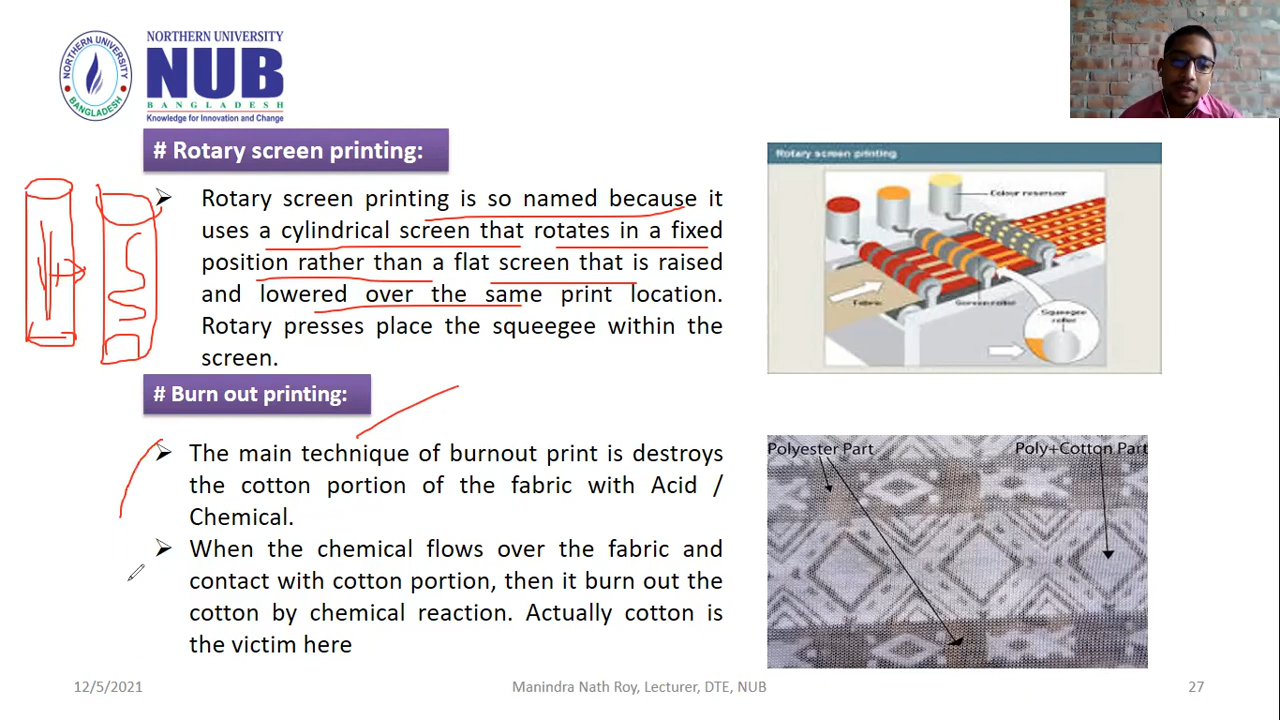 NORTHERN UNIVERSITY
NUB
BANGLADESH
Knowledge for Innovation and Change
NORTHERN UNIVERSITY
BANGLADESH
# Rotary screen printing:
Rotary screen printing is so named because it
uses a cylindrical screen that rotates in a fixed
position rather than a flat screen that is raised
and lowered over the same print location.
Rotary presses place the squeegee within the
screen.
Rotary screen printing
Colour reservoir
Fabric
Screen roller
Squeegee
roller
# Burn out printing:
The main technique of burnout print is destroys
the cotton portion of the fabric with Acid /
Chemical.
When the chemical flows over the fabric and
contact with cotton portion, then it burn out the
cotton by chemical reaction. Actually cotton is
the victim here
Polyester Part
Poly+Cotton Part
12/5/2021
Manindra Nath Roy, Lecturer, DTE, NUB
27